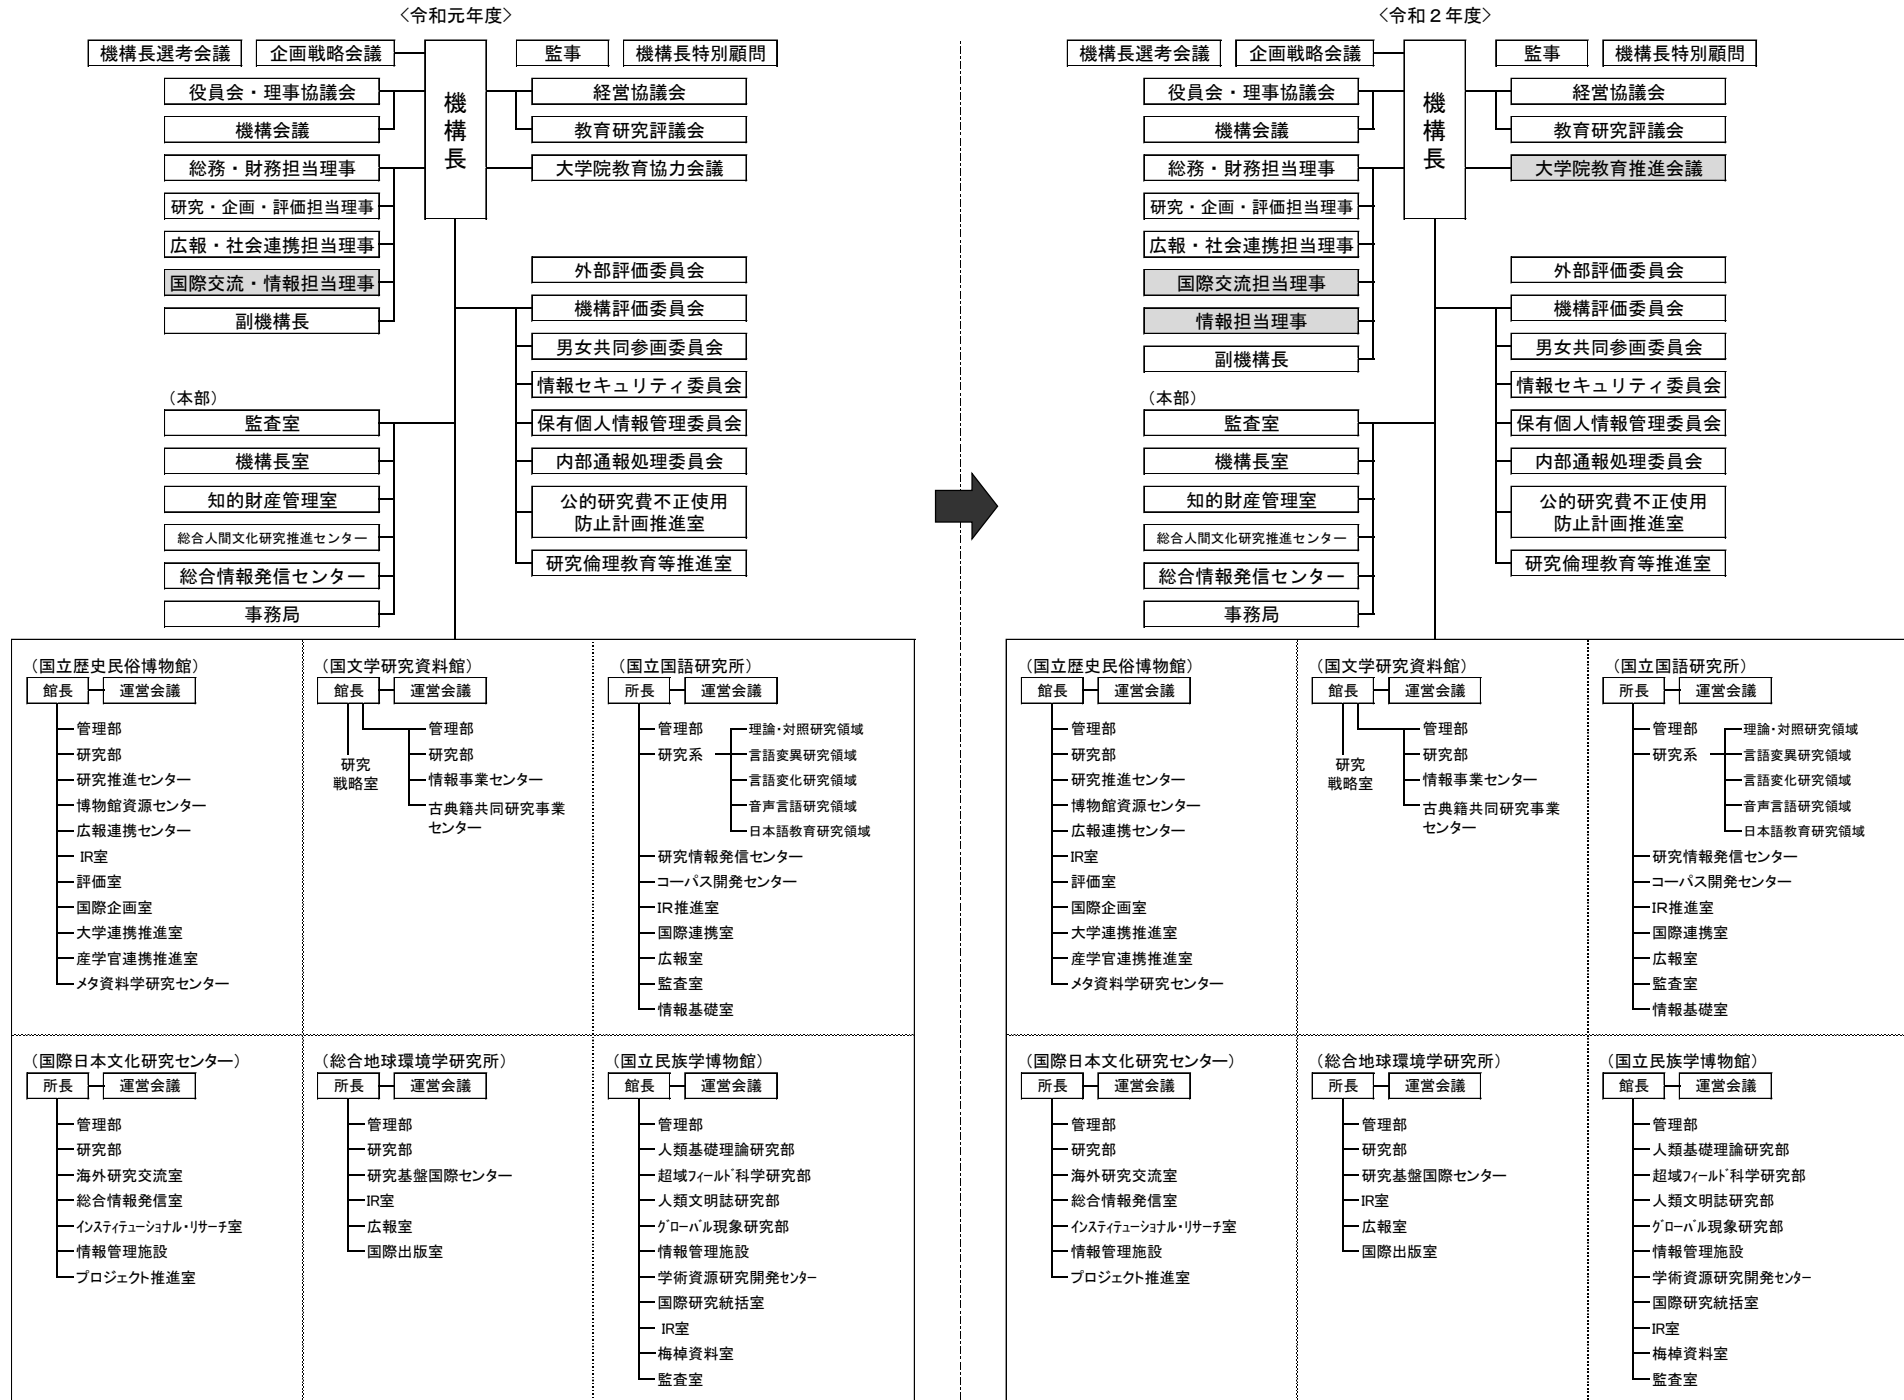 〈令和元年度〉
機構長選考会議
企画戦略会議
機構長
監事
機構長特別顧問
役員会・理事協議会
経営協議会
機構会議
教育研究評議会
総務・財務担当理事
大学院教育協力会議
研究・企画・評価担当理事
広報・社会連携担当理事
国際交流・情報担当理事
副機構長
外部評価委員会
機構評価委員会
男女共同参画委員会
情報セキュリティ委員会
保有個人情報管理委員会
内部通報処理委員会
公的研究費不正使用
防止計画推進室
研究倫理教育等推進室
（本部）
監査室
機構長室
知的財産管理室
総合人間文化研究推進センター
総合情報発信センター
事務局
（国立歴史民俗博物館）
館長
運営会議
管理部
研究部
研究推進センター
博物館資源センター
広報連携センター
IR室
評価室
国際企画室
大学連携推進室
産学官連携推進室
メタ資料学研究センター
（国文学研究資料館）
館長
運営会議
研究
戦略室
管理部
研究部
情報事業センター
古典籍共同研究事業
センター
（国立国語研究所）
所長
運営会議
管理部
研究系
理論・対照研究領域
言語変異研究領域
言語変化研究領域
音声言語研究領域
日本語教育研究領域
研究情報発信センター
コーパス開発センター
IR推進室
国際連携室
広報室
監査室
情報基礎室
（国際日本文化研究センター）
所長
運営会議
管理部
研究部
海外研究交流室
総合情報発信室
インスティテューショナル・リサーチ室
情報管理施設
プロジェクト推進室
（総合地球環境学研究所）
所長
運営会議
管理部
研究部
研究基盤国際センター
IR室
広報室
国際出版室
（国立民族学博物館）
館長
運営会議
管理部
人類基礎理論研究部
超域フィールド科学研究部
人類文明誌研究部
グローバル現象研究部
情報管理施設
学術資源研究開発センター
国際研究統括室
IR室
梅棹資料室
監査室
〈令和２年度〉
機構長選考会議
企画戦略会議
機構長
監事
機構長特別顧問
役員会・理事協議会
経営協議会
機構会議
教育研究評議会
総務・財務担当理事
大学院教育推進会議
研究・企画・評価担当理事
広報・社会連携担当理事
国際交流担当理事
情報担当理事
副機構長
外部評価委員会
機構評価委員会
男女共同参画委員会
情報セキュリティ委員会
保有個人情報管理委員会
内部通報処理委員会
公的研究費不正使用
防止計画推進室
研究倫理教育等推進室
（本部）
監査室
機構長室
知的財産管理室
総合人間文化研究推進センター
総合情報発信センター
事務局
（国立歴史民俗博物館）
館長
運営会議
管理部
研究部
研究推進センター
博物館資源センター
広報連携センター
IR室
評価室
国際企画室
大学連携推進室
産学官連携推進室
メタ資料学研究センター
（国文学研究資料館）
館長
運営会議
研究
戦略室
管理部
研究部
情報事業センター
古典籍共同研究事業
センター
（国立国語研究所）
所長
運営会議
管理部
研究系
理論・対照研究領域
言語変異研究領域
言語変化研究領域
音声言語研究領域
日本語教育研究領域
研究情報発信センター
コーパス開発センター
IR推進室
国際連携室
広報室
監査室
情報基礎室
（国際日本文化研究センター）
所長
運営会議
管理部
研究部
海外研究交流室
総合情報発信室
インスティテューショナル・リサーチ室
情報管理施設
プロジェクト推進室
（総合地球環境学研究所）
所長
運営会議
管理部
研究部
研究基盤国際センター
IR室
広報室
国際出版室
（国立民族学博物館）
館長
運営会議
管理部
人類基礎理論研究部
超域フィールド科学研究部
人類文明誌研究部
グローバル現象研究部
情報管理施設
学術資源研究開発センター
国際研究統括室
IR室
梅棹資料室
監査室